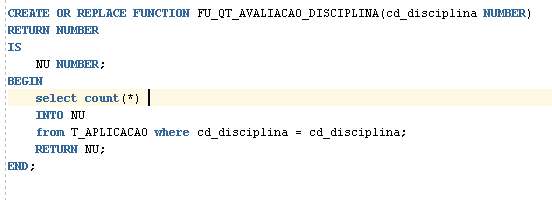 CREATE OR REPLACE FUNCTION FU_QT_AVALIACAO_DISCIPLINA(cd_disciplina NUMBER)
RETURN NUMBER
IS
    NU NUMBER;
BEGIN
    select count(*)
    INTO NU
    from T_APLICACAO where cd_disciplina = cd_disciplina;
    RETURN NU;
END;